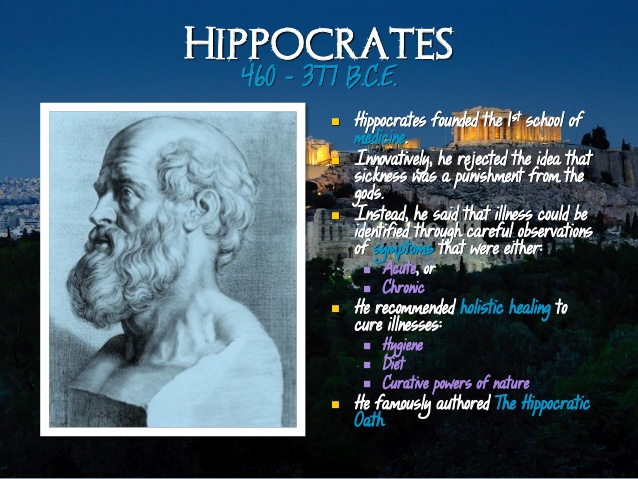 HIPPOCRATES
460 - 377 B.C.E.
Hippocrates founded the 1st school of
medicine.
Innovatively, he rejected the idea that
sickness was a punishment from the
gods.
Instead, he said that illness could be
identified through careful observations
of symptoms that were either:
Acute, or
Chronic
He recommended holistic healing to
cure illnesses:
Hygiene
Diet
Curative powers of nature
He famously authored The Hippocratic
Oath